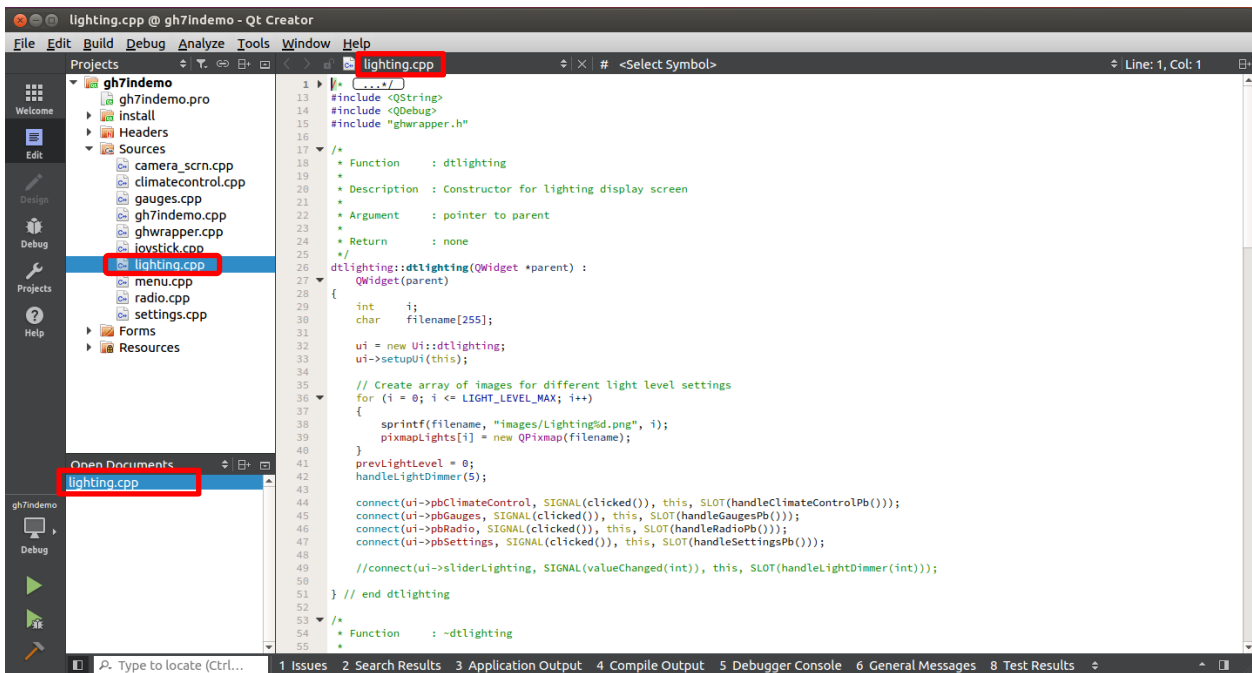 lighting.cpp @ gh7indemo - Qt Creator
File Edit Build Debug Analyze Tools Window Help
Projects
lighting.cpp
# <Select Symbol>
Line: 1, Col: 1
Welcome
Edit
Design
Debug
Projects
Help
gh7indemo
Debug
gh7indemo
gh7indemo.pro
install
Headers
Sources
camera_scrn.cpp
climatecontrol.cpp
gauges.cpp
gh7indemo.cpp
ghwrapper.cpp
joystick.cpp
lighting.cpp
menu.cpp
radio.cpp
settings.cpp
Forms
Resources
Open Documents
lighting.cpp
1 /* ...*/
13 #include <QString>
14 #include <QDebug>
15 #include "ghwrapper.h"
16
17 /*
18 * Function : dtlighting
19 *
20 * Description : Constructor for lighting display screen
21 *
22 * Argument : pointer to parent
23 *
24 * Return : none
25 */
26 dtlighting::dtlighting(QWidget *parent) :
27 QWidget(parent)
28 {
29 int i;
30 char filename[255];
31
32 ui = new Ui::dtlighting;
33 ui->setupUi(this);
34
35 // Create array of images for different light level settings
36 for (i = 0; i <= LIGHT_LEVEL_MAX; i++)
37 {
38 sprintf(filename, "images/Lighting%d.png", i);
39 pixmapLights[i] = new QPixmap(filename);
40 }
41 prevLightLevel = 0;
42 handleLightDimmer(5);
43
44 connect(ui->pbClimateControl, SIGNAL(clicked()), this, SLOT(handleClimateControlPb()));
45 connect(ui->pbGauges, SIGNAL(clicked()), this, SLOT(handleGaugesPb()));
46 connect(ui->pbRadio, SIGNAL(clicked()), this, SLOT(handleRadioPb()));
47 connect(ui->pbSettings, SIGNAL(clicked()), this, SLOT(handleSettingsPb()));
48
49 //connect(ui->sliderLighting, SIGNAL(valueChanged(int)), this, SLOT(handleLightDimmer(int)));
50
51 } // end dtlighting
52
53 /*
54 * Function : ~dtlighting
55 *
Type to locate (Ctrl...
1 Issues 2 Search Results 3 Application Output 4 Compile Output 5 Debugger Console 6 General Messages 8 Test Results